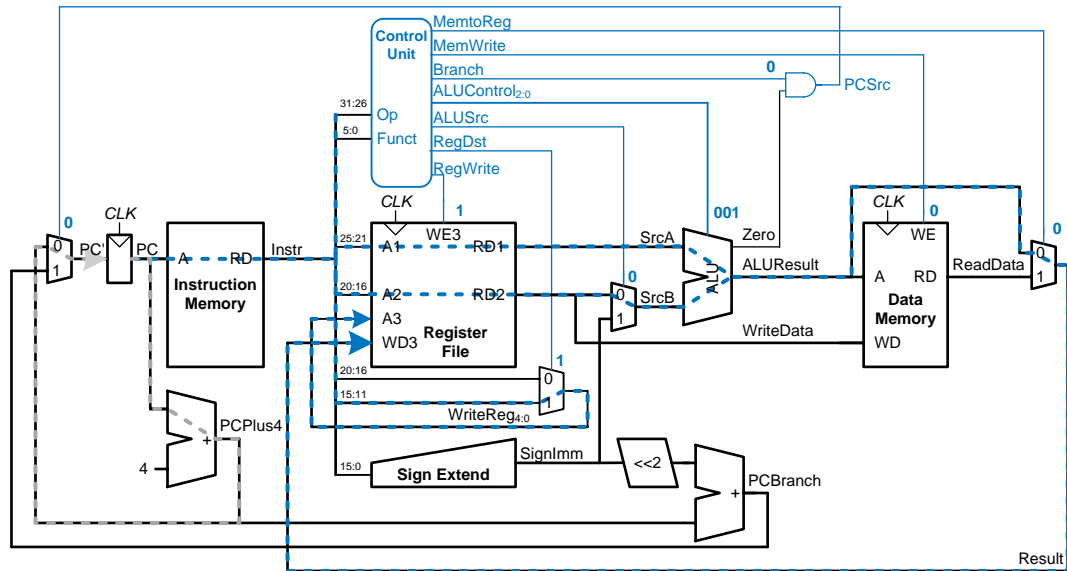 MemtoReg
Control
Unit
MemWrite
Branch
0
ALUControl2:0
PCSrc
31:26
Op
ALUSrc
5:0
Funct
RegDst
RegWrite
0
CLK
CLK
1
001
CLK
0
0
0
PC'
PC
A
RD
Instr
25:21
A1
WE3
RD1
SrcA
Zero
WE
0
1
Instruction
Memory
20:16
A2
RD2
0
0
SrcB
ALU
ALUResult
A
RD
ReadData
1
A3
1
Data
Memory
WD3
Register
File
WriteData
WD
20:16
0
1
15:11
1
WriteReg4:0
PCPlus4
+
4
15:0
Sign Extend
SignImm
<<2
+
PCBranch
Result